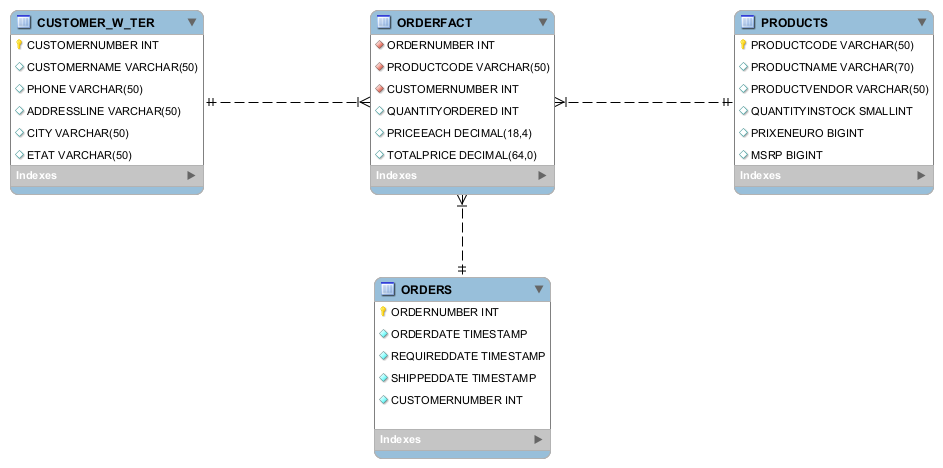 CUSTOMER_W_TER
CUSTOMERNUMBER INT
CUSTOMERNAME VARCHAR(50)
PHONE VARCHAR(50)
ADDRESSLINE VARCHAR(50)
CITY VARCHAR(50)
ETAT VARCHAR(50)
Indexes
ORDERFACT
ORDERNUMBER INT
PRODUCTCODE VARCHAR(50)
CUSTOMERNUMBER INT
QUANTITYORDERED INT
PRICEEACH DECIMAL(18,4)
TOTALPRICE DECIMAL(64,0)
Indexes
PRODUCTS
PRODUCTCODE VARCHAR(50)
PRODUCTNAME VARCHAR(70)
PRODUCTVENDOR VARCHAR(50)
QUANTITYINSTOCK SMALLINT
PRIXENEURO BIGINT
MSRP BIGINT
Indexes
ORDERS
ORDERNUMBER INT
ORDERDATE TIMESTAMP
REQUIREDDATE TIMESTAMP
SHIPPEDDATE TIMESTAMP
CUSTOMERNUMBER INT
Indexes